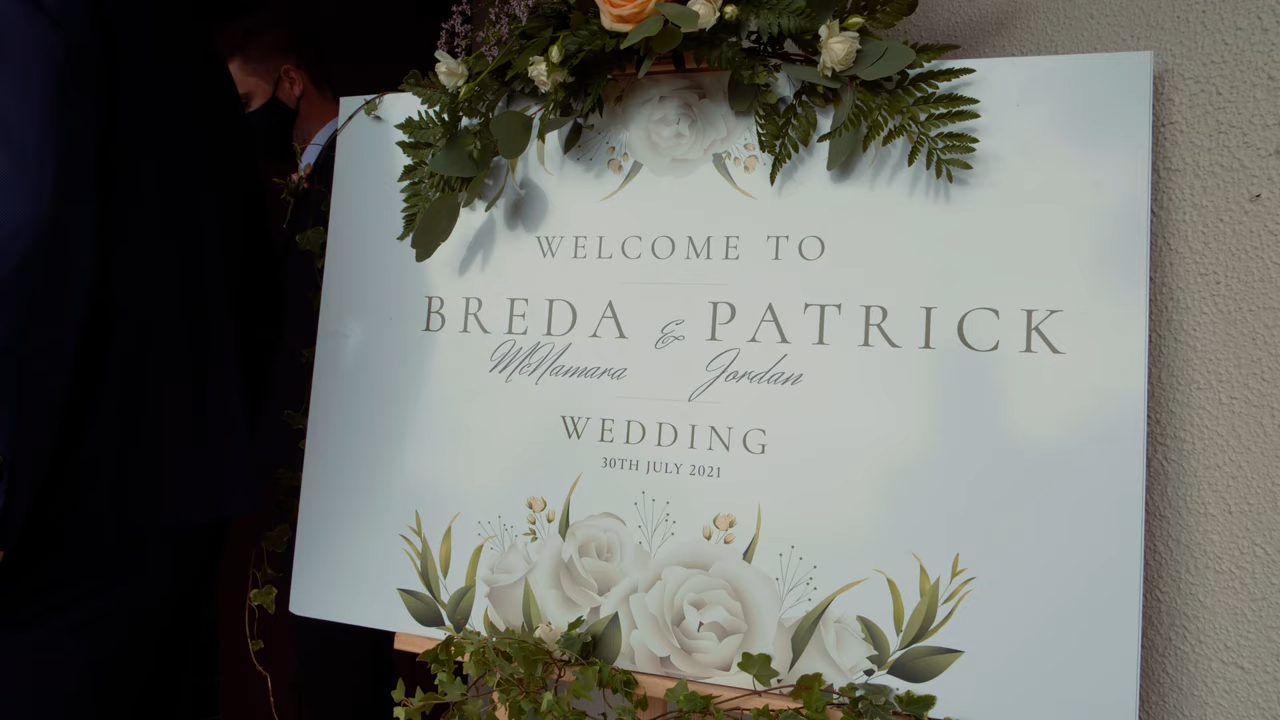 WELCOME TO
BREDA & PATRICK
McNamara Jordan
WEDDING
30TH JULY 2021